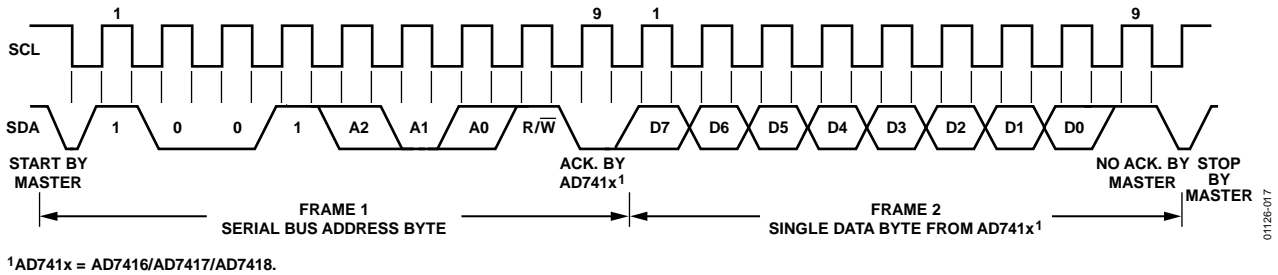 1 9 1 9
SCL
SDA 1 0 0 1 A2 A1 A0 R/W̅ D7 D6 D5 D4 D3 D2 D1 D0
START BY MASTER
ACK. BY AD741x¹
NO ACK. BY MASTER
STOP BY MASTER
FRAME 1
SERIAL BUS ADDRESS BYTE
FRAME 2
SINGLE DATA BYTE FROM AD741x¹
01126-017
¹AD741x = AD7416/AD7417/AD7418.